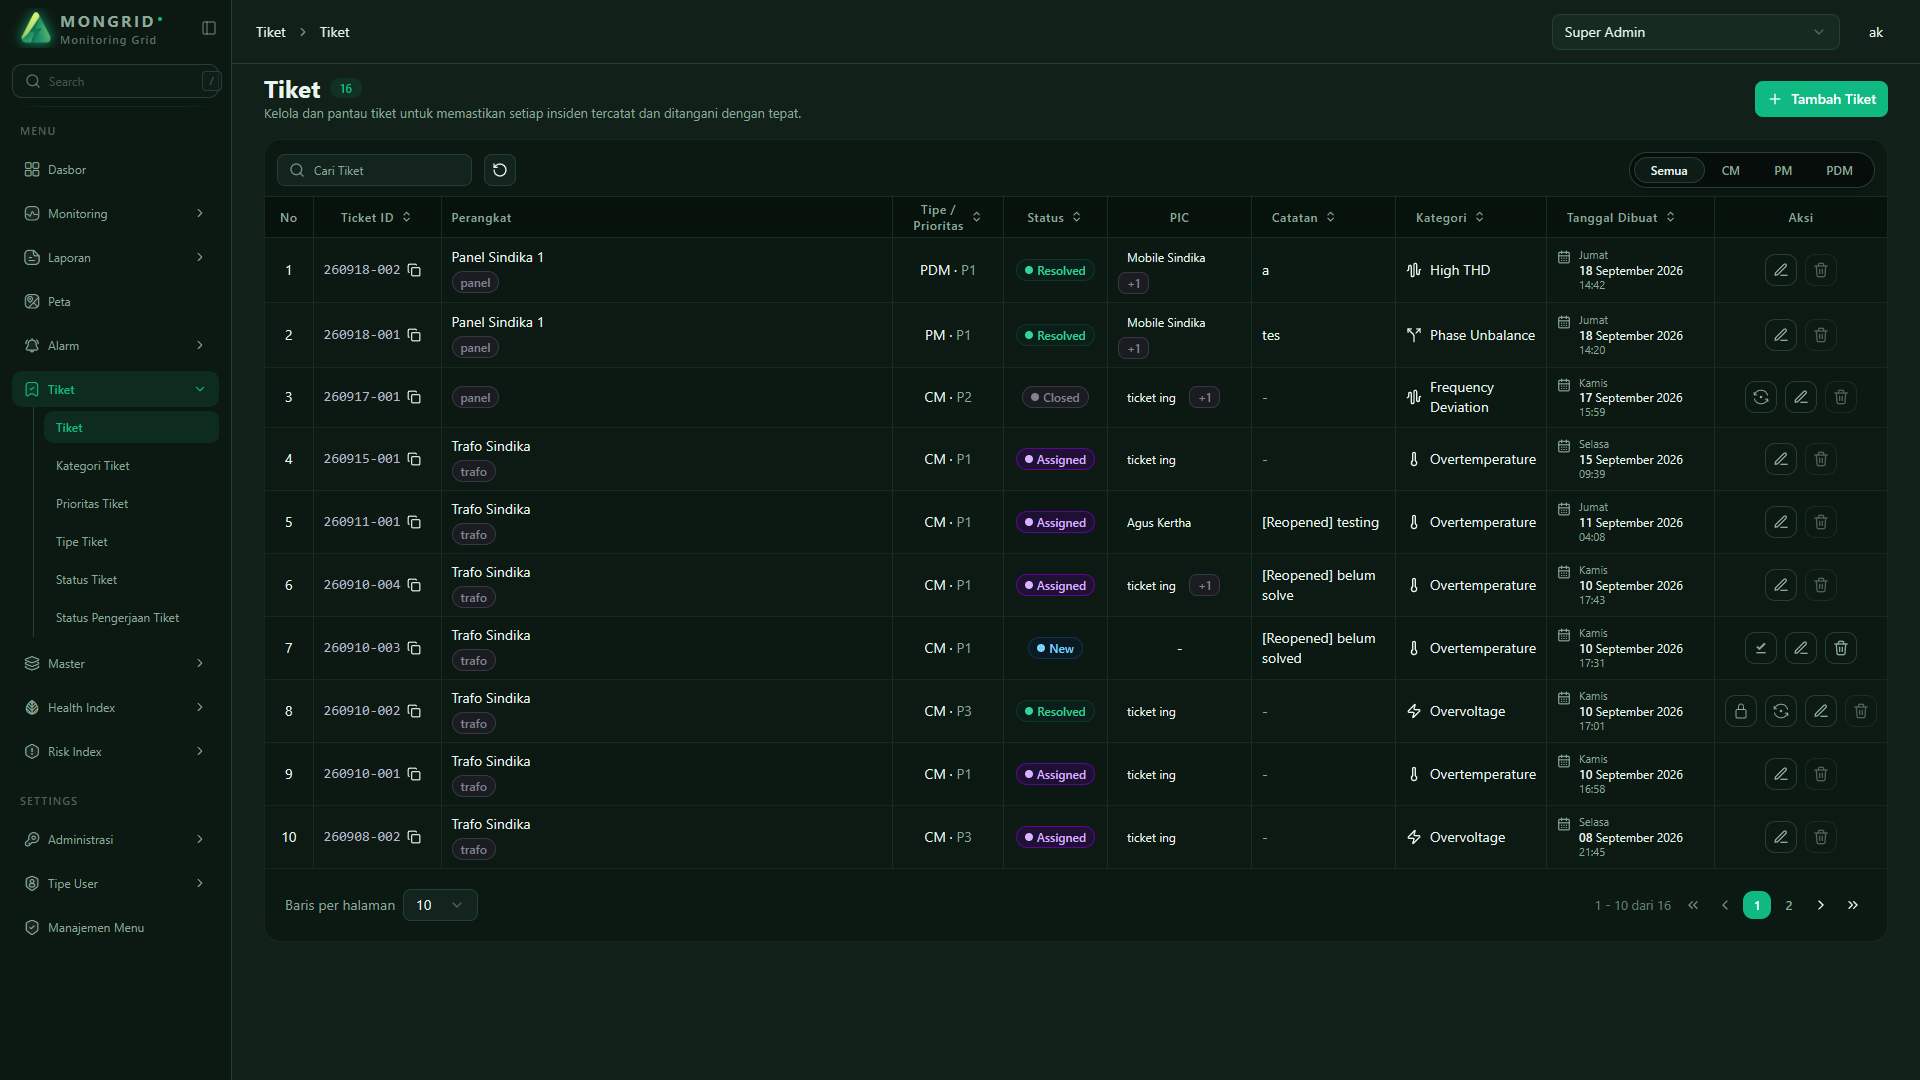 MONGRID
Monitoring Grid
Search /
MENU
Dasbor
Monitoring
Laporan
Peta
Alarm
Tiket
Tiket
Kategori Tiket
Prioritas Tiket
Tipe Tiket
Status Tiket
Status Pengerjaan Tiket
Master
Health Index
Risk Index
SETTINGS
Administrasi
Tipe User
Manajemen Menu
Tiket > Tiket
Super Admin
ak
Tiket 16
Kelola dan pantau tiket untuk memastikan setiap insiden tercatat dan ditangani dengan tepat.
+ Tambah Tiket
Cari Tiket
Semua CM PM PDM
No Ticket ID Perangkat Tipe / Prioritas Status PIC Catatan Kategori Tanggal Dibuat Aksi
1 260918-002 Panel Sindika 1 panel PDM · P1 Resolved Mobile Sindika +1 a High THD Jumat 18 September 2026 14:42
2 260918-001 Panel Sindika 1 panel PM · P1 Resolved Mobile Sindika +1 tes Phase Unbalance Jumat 18 September 2026 14:20
3 260917-001 panel CM · P2 Closed ticket ing +1 - Frequency Deviation Kamis 17 September 2026 15:59
4 260915-001 Trafo Sindika trafo CM · P1 Assigned ticket ing - Overtemperature Selasa 15 September 2026 09:39
5 260911-001 Trafo Sindika trafo CM · P1 Assigned Agus Kertha [Reopened] testing Overtemperature Jumat 11 September 2026 04:08
6 260910-004 Trafo Sindika trafo CM · P1 Assigned ticket ing +1 [Reopened] belum solve Overtemperature Kamis 10 September 2026 17:43
7 260910-003 Trafo Sindika trafo CM · P1 New - [Reopened] belum solved Overtemperature Kamis 10 September 2026 17:31
8 260910-002 Trafo Sindika trafo CM · P3 Resolved ticket ing - Overvoltage Kamis 10 September 2026 17:01
9 260910-001 Trafo Sindika trafo CM · P1 Assigned ticket ing - Overtemperature Kamis 10 September 2026 16:58
10 260908-002 Trafo Sindika trafo CM · P3 Assigned ticket ing - Overvoltage Selasa 08 September 2026 21:45
Baris per halaman 10
1 - 10 dari 16 « ‹ 1 2 › »